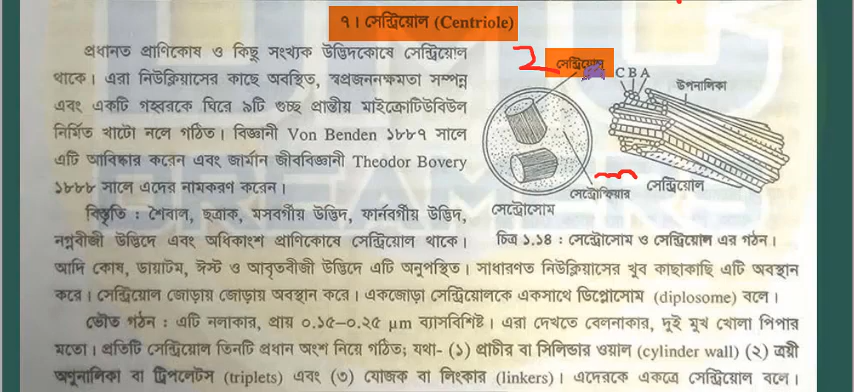 ৭। সেন্ট্রিয়োল (Centriole)
প্রধানত প্রাণিকোষ ও কিছু সংখ্যক উদ্ভিদকোষে সেন্ট্রিয়োল
থাকে। এরা নিউক্লিয়াসের কাছে অবস্থিত, স্বপ্রজননক্ষমতা সম্পন্ন
এবং একটি গহ্বরকে ঘিরে ৯টি গুচ্ছ প্রান্তীয় মাইক্রোটিউবিউল
নির্মিত খাটো নলে গঠিত। বিজ্ঞানী Von Benden ১৮৮৭ সালে
এটি আবিষ্কার করেন এবং জার্মান জীববিজ্ঞানী Theodor Bovery
১৮৮৮ সালে এদের নামকরণ করেন।
2
সেন্ট্রিয়োল
C B A
উপনালিকা
সেন্ট্রোস্ফিয়ার
সেন্ট্রিয়োল
সেন্ট্রোসোম
চিত্র ১.১৪ : সেন্ট্রোসোম ও সেন্ট্রিয়োল এর গঠন।
বিস্তৃতি : শৈবাল, ছত্রাক, মসবর্গীয় উদ্ভিদ, ফার্নবর্গীয় উদ্ভিদ,
নগ্নবীজী উদ্ভিদে এবং অধিকাংশ প্রাণিকোষে সেন্ট্রিয়োল থাকে।
আদি কোষ, ডায়াটম, ঈস্ট ও আবৃতবীজী উদ্ভিদে এটি অনুপস্থিত। সাধারণত নিউক্লিয়াসের খুব কাছাকাছি এটি অবস্থান
করে। সেন্ট্রিয়োল জোড়ায় জোড়ায় অবস্থান করে। একজোড়া সেন্ট্রিয়োলকে একসাথে ডিপ্লোসোম (diplosome) বলে।
ভৌত গঠন : এটি নলাকার, প্রায় ০.১৫–০.২৫ μm ব্যাসবিশিষ্ট। এরা দেখতে বেলনাকার, দুই মুখ খোলা পিপার
মতো। প্রতিটি সেন্ট্রিয়োল তিনটি প্রধান অংশ নিয়ে গঠিত; যথা- (১) প্রাচীর বা সিলিন্ডার ওয়াল (cylinder wall) (২) ত্রয়ী
অণুনালিকা বা ট্রিপলেটস (triplets) এবং (৩) যোজক বা লিংকার (linkers)। এদেরকে একত্রে সেন্ট্রিয়োল বলে।